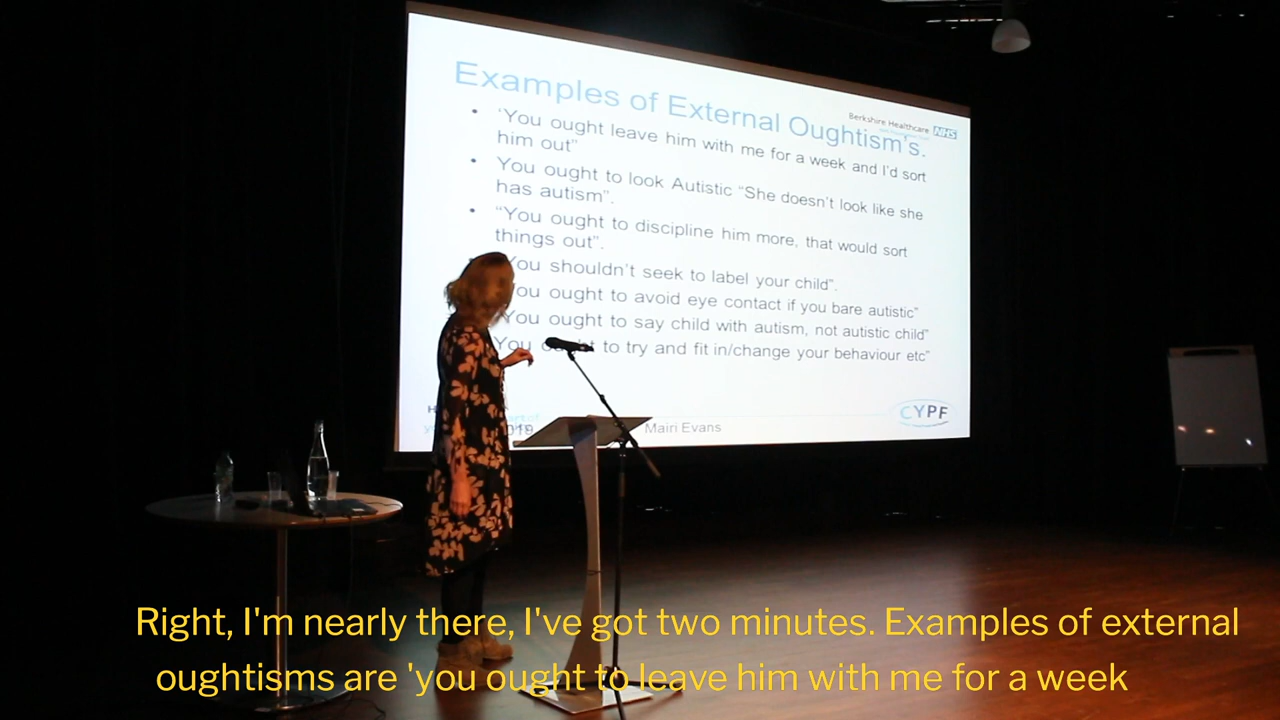 Examples of External Oughtism's.
Berkshire Healthcare NHS
• 'You ought leave him with me for a week and I'd sort
him out"
• You ought to look Autistic "She doesn't look like she
has autism".
• "You ought to discipline him more, that would sort
things out".
You shouldn't seek to label your child".
You ought to avoid eye contact if you bare autistic"
You ought to say child with autism, not autistic child"
You to try and fit in/change your behaviour etc"
CYPF
Mairi Evans
Right, I'm nearly there, I've got two minutes. Examples of external
oughtisms are 'you ought to leave him with me for a week